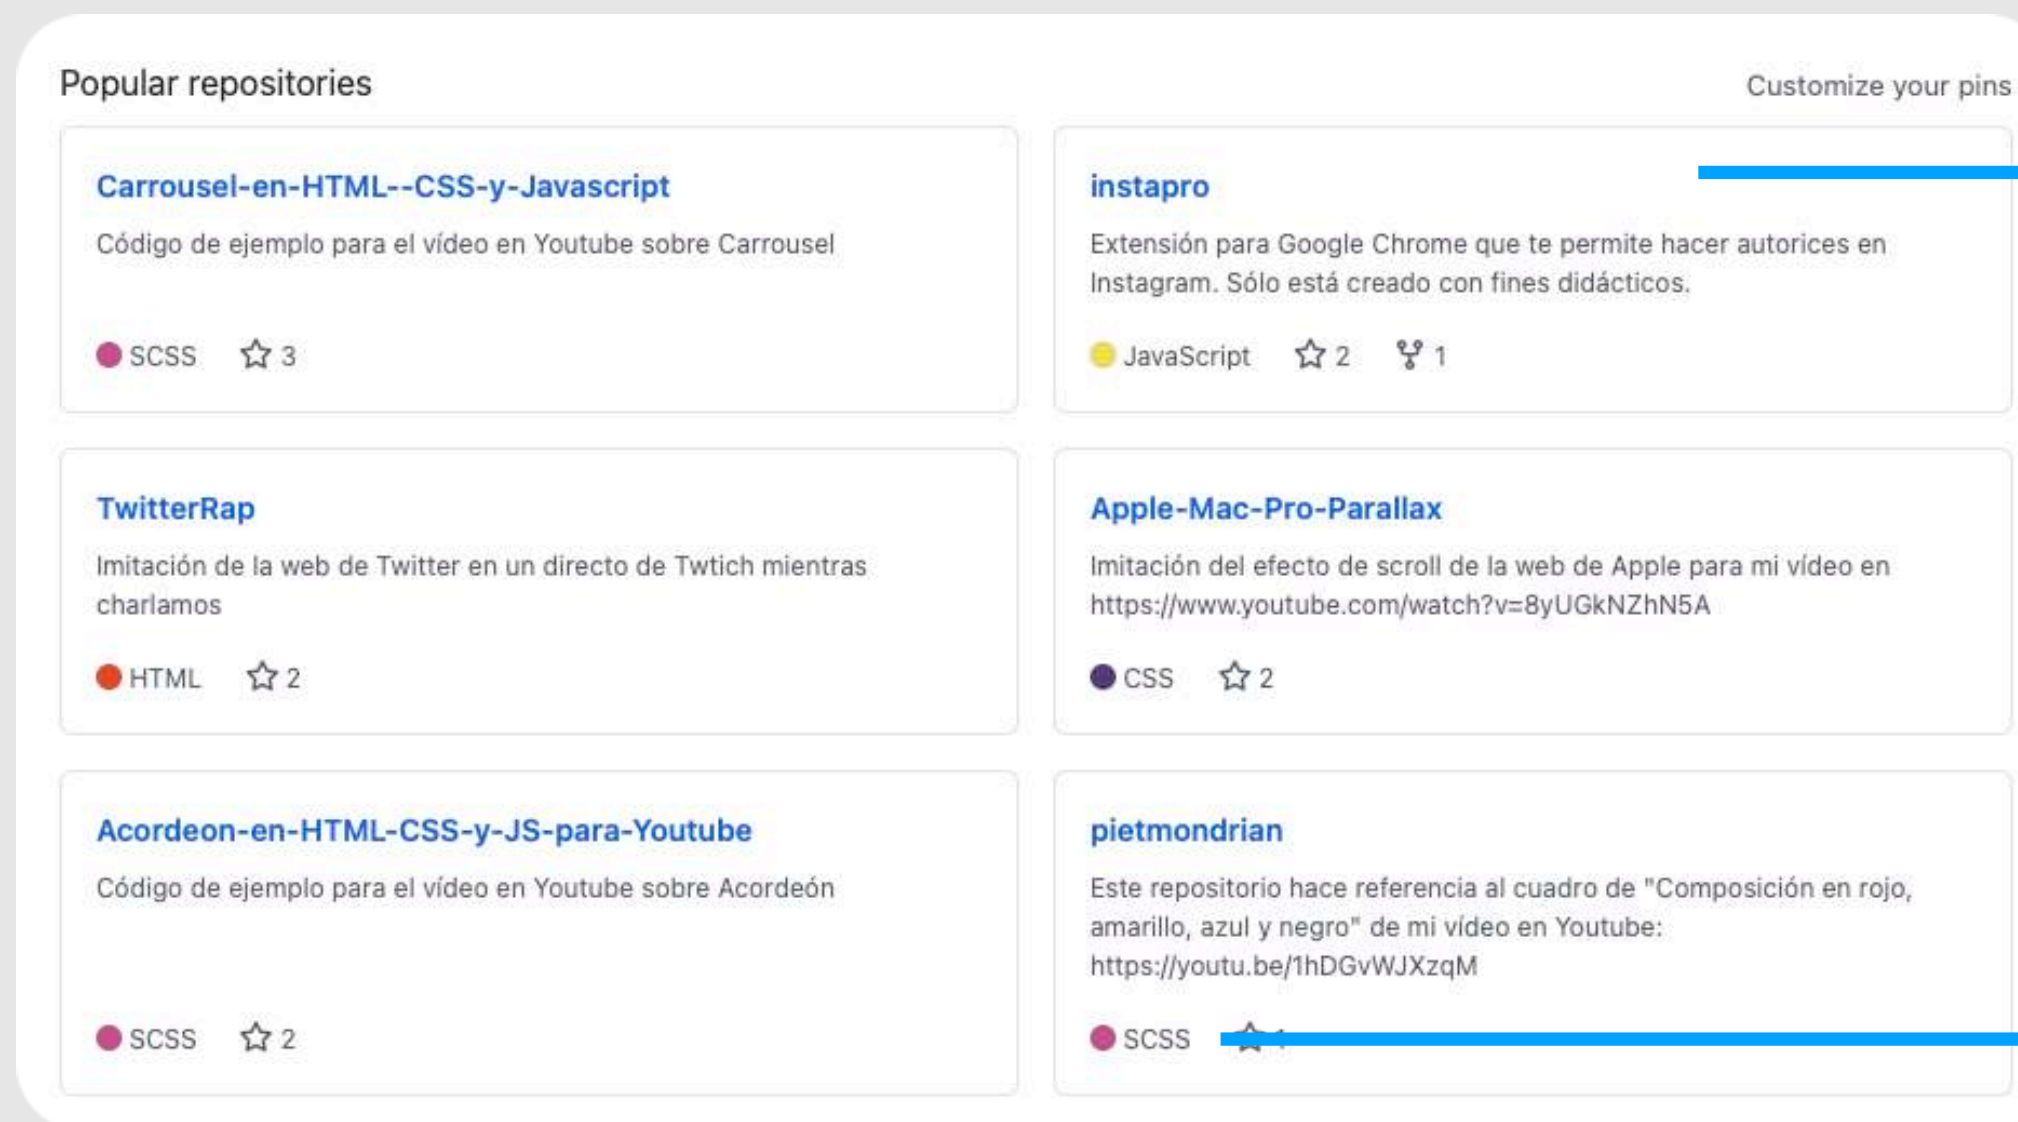 Popular repositories
Customize your pins
Carrousel-en-HTML--CSS-y-Javascript
Código de ejemplo para el vídeo en Youtube sobre Carrousel
SCSS 3
instapro
Extensión para Google Chrome que te permite hacer autorices en
Instagram. Sólo está creado con fines didácticos.
JavaScript 2 1
TwitterRap
Imitación de la web de Twitter en un directo de Twtich mientras
charlamos
HTML 2
Apple-Mac-Pro-Parallax
Imitación del efecto de scroll de la web de Apple para mi vídeo en
https://www.youtube.com/watch?v=8yUGkNZhN5A
CSS 2
Acordeon-en-HTML-CSS-y-JS-para-Youtube
Código de ejemplo para el vídeo en Youtube sobre Acordeón
SCSS 2
pietmondrian
Este repositorio hace referencia al cuadro de "Composición en rojo,
amarillo, azul y negro" de mi vídeo en Youtube:
https://youtu.be/1hDGvWJXzqM
SCSS